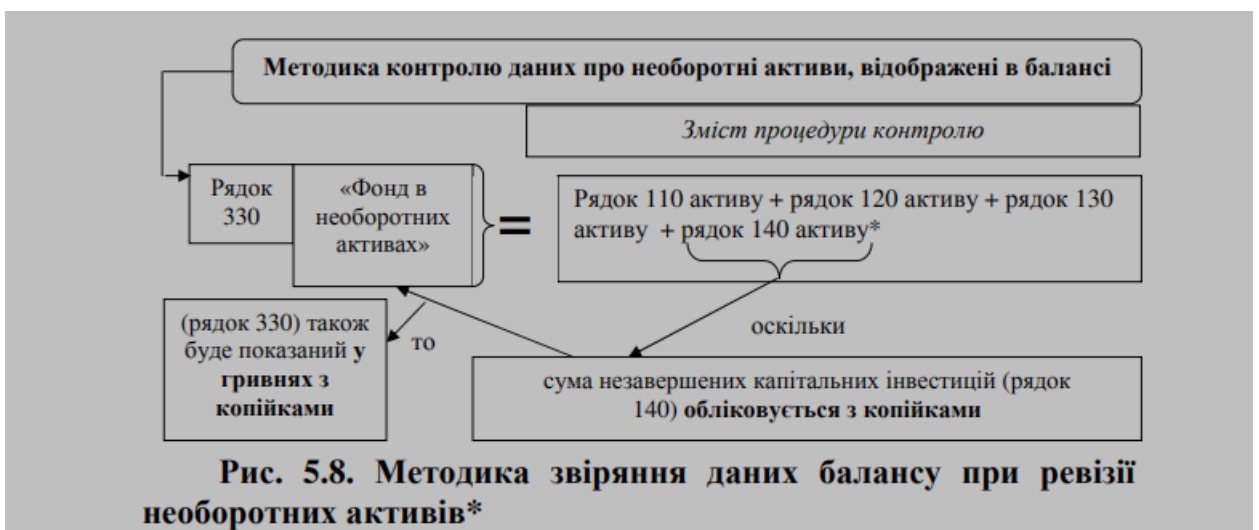 Методика контролю даних про необоротні активи, відображені в балансі
Зміст процедури контролю
Рядок
330
«Фонд в
необоротних
активах»
=
Рядок 110 активу + рядок 120 активу + рядок 130
активу + рядок 140 активу*
(рядок 330) також
буде показаний у
гривнях з
копійками
то
оскільки
сума незавершених капітальних інвестицій (рядок
140) обліковується з копійками
Рис. 5.8. Методика звіряння даних балансу при ревізії
необоротних активів*